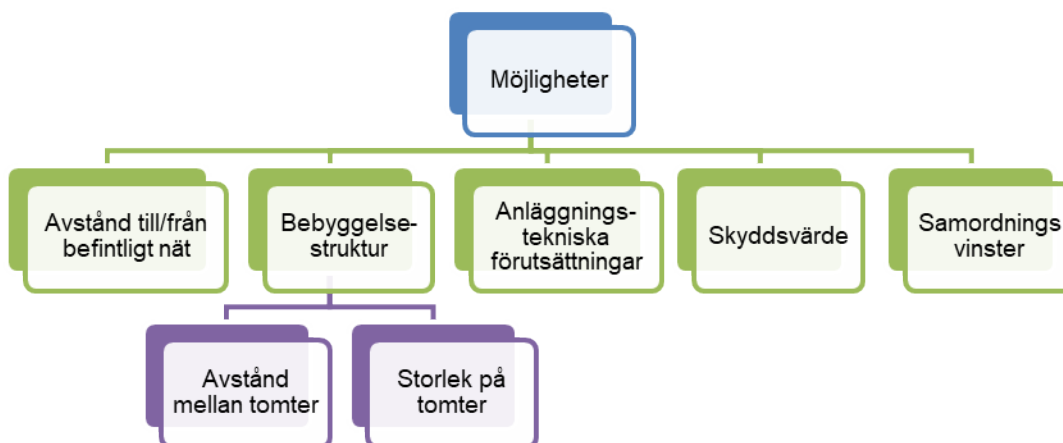 Möjligheter
Avstånd till/från
befintligt nät
Bebyggelse-
struktur
Anläggnings-
tekniska
förutsättningar
Skyddsvärde
Samordnings
vinster
Avstånd
mellan tomter
Storlek på
tomter